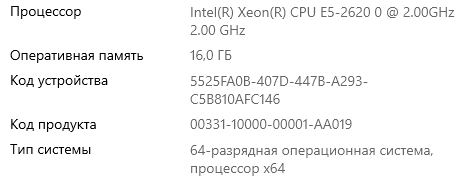 Процессор Intel(R) Xeon(R) CPU E5-2620 0 @ 2.00GHz
2.00 GHz
Оперативная память 16,0 ГБ
Код устройства 5525FA0B-407D-447B-A293-
C5B810AFC146
Код продукта 00331-10000-00001-AA019
Тип системы 64-разрядная операционная система,
процессор x64